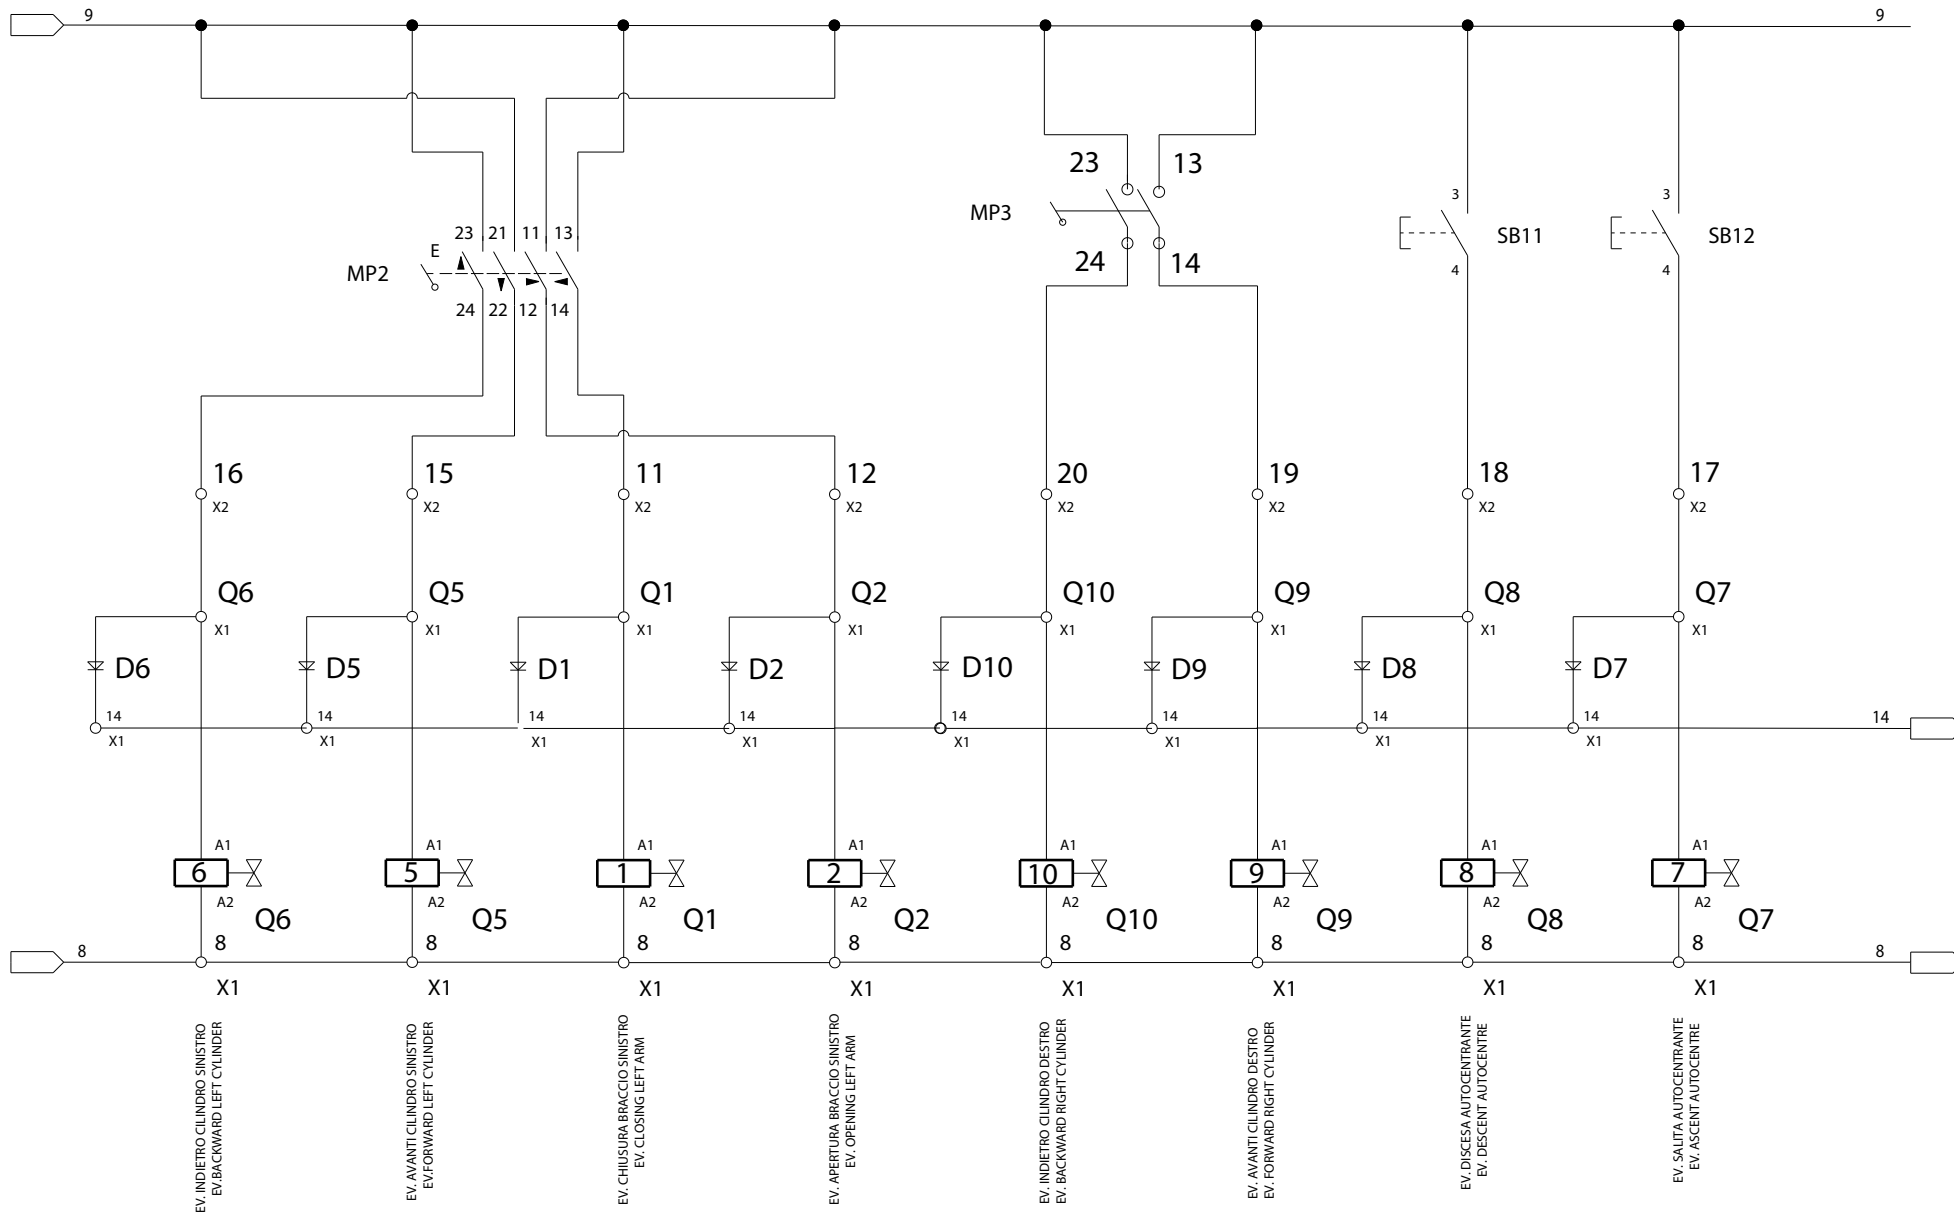 9 9
23 13
MP3
24 14
3 3
SB11 SB12
4 4
23 21 11 13
E
MP2
24 22 12 14
16 15 11 12 20 19 18 17
X2 X2 X2 X2 X2 X2 X2 X2
Q6 Q5 Q1 Q2 Q10 Q9 Q8 Q7
X1 X1 X1 X1 X1 X1 X1 X1
D6 D5 D1 D2 D10 D9 D8 D7
14 14 14 14 14 14 14 14 14
X1 X1 X1 X1 X1 X1 X1 X1
A1 A1 A1 A1 A1 A1 A1 A1
6 5 1 2 10 9 8 7
A2 A2 A2 A2 A2 A2 A2 A2
Q6 Q5 Q1 Q2 Q10 Q9 Q8 Q7
8 8 8 8 8 8 8 8 8 8
X1 X1 X1 X1 X1 X1 X1 X1
EV. INDIETRO CILINDRO SINISTRO
EV.BACKWARD LEFT CYLINDER
EV. AVANTI CILINDRO SINISTRO
EV.FORWARD LEFT CYLINDER
EV. CHIUSURA BRACCIO SINISTRO
EV. CLOSING LEFT ARM
EV. APERTURA BRACCIO SINISTRO
EV. OPENING LEFT ARM
EV. INDIETRO CILINDRO DESTRO
EV. BACKWARD RIGHT CYLINDER
EV. AVANTI CILINDRO DESTRO
EV. FORWARD RIGHT CYLINDER
EV. DISCESA AUTOCENTRANTE
EV. DESCENT AUTOCENTRE
EV. SALITA AUTOCENTRANTE
EV. ASCENT AUTOCENTRE